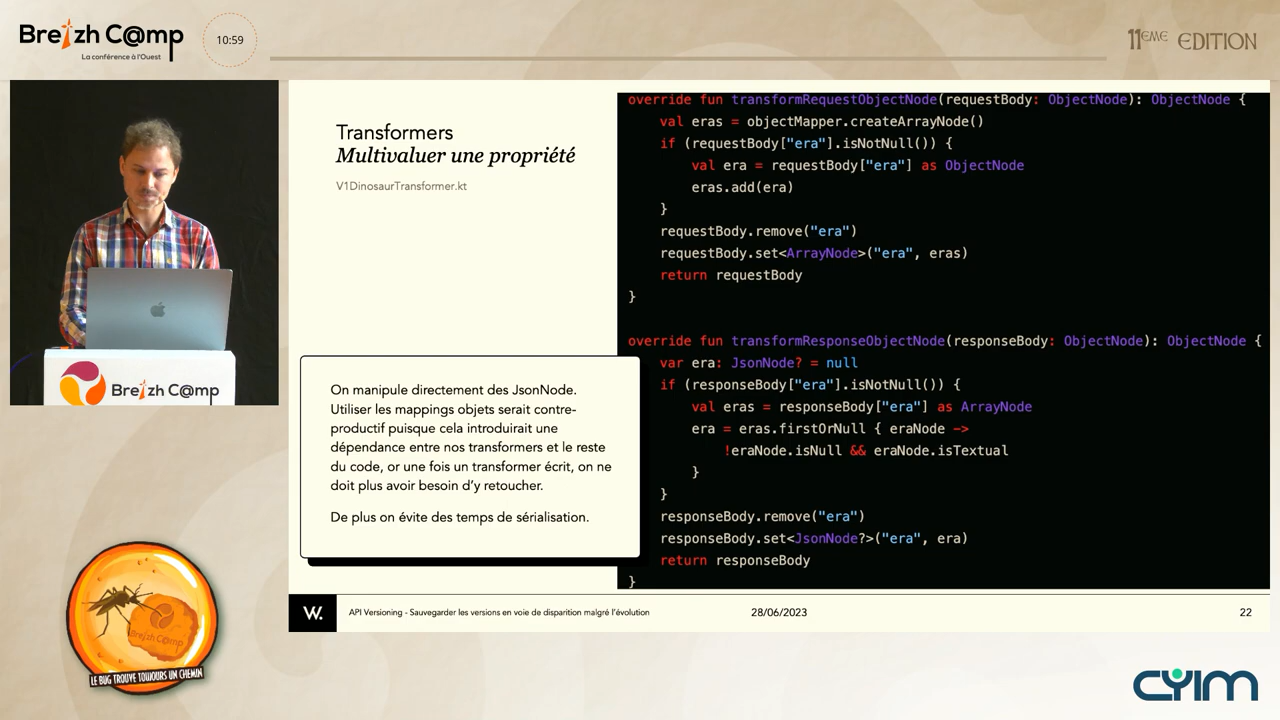 Breizh C@mp
La conférence à l'Ouest
10:59
11EME EDITION
Transformers
Multivaluer une propriété
V1DinosaurTransformer.kt
override fun transformRequestObjectNode(requestBody: ObjectNode): ObjectNode {
val eras = objectMapper.createArrayNode()
if (requestBody["era"].isNotNull()) {
val era = requestBody["era"] as ObjectNode
eras.add(era)
}
requestBody.remove("era")
requestBody.set<ArrayNode>("era", eras)
return requestBody
}
override fun transformResponseObjectNode(responseBody: ObjectNode): ObjectNode {
var era: JsonNode? = null
if (responseBody["era"].isNotNull()) {
val eras = responseBody["era"] as ArrayNode
era = eras.firstOrNull { eraNode ->
!eraNode.isNull && eraNode.isTextual
}
}
responseBody.remove("era")
responseBody.set<JsonNode?>("era", era)
return responseBody
}
On manipule directement des JsonNode.
Utiliser les mappings objets serait contre-
productif puisque cela introduirait une
dépendance entre nos transformers et le reste
du code, or une fois un transformer écrit, on ne
doit plus avoir besoin d'y retoucher.
De plus on évite des temps de sérialisation.
W.
API Versioning - Sauvegarder les versions en voie de disparition malgré l'évolution
28/06/2023
22
Breizh C@mp
Breizh C@mp
LE BUG TROUVE TOUJOURS UN CHEMIN
CYIM